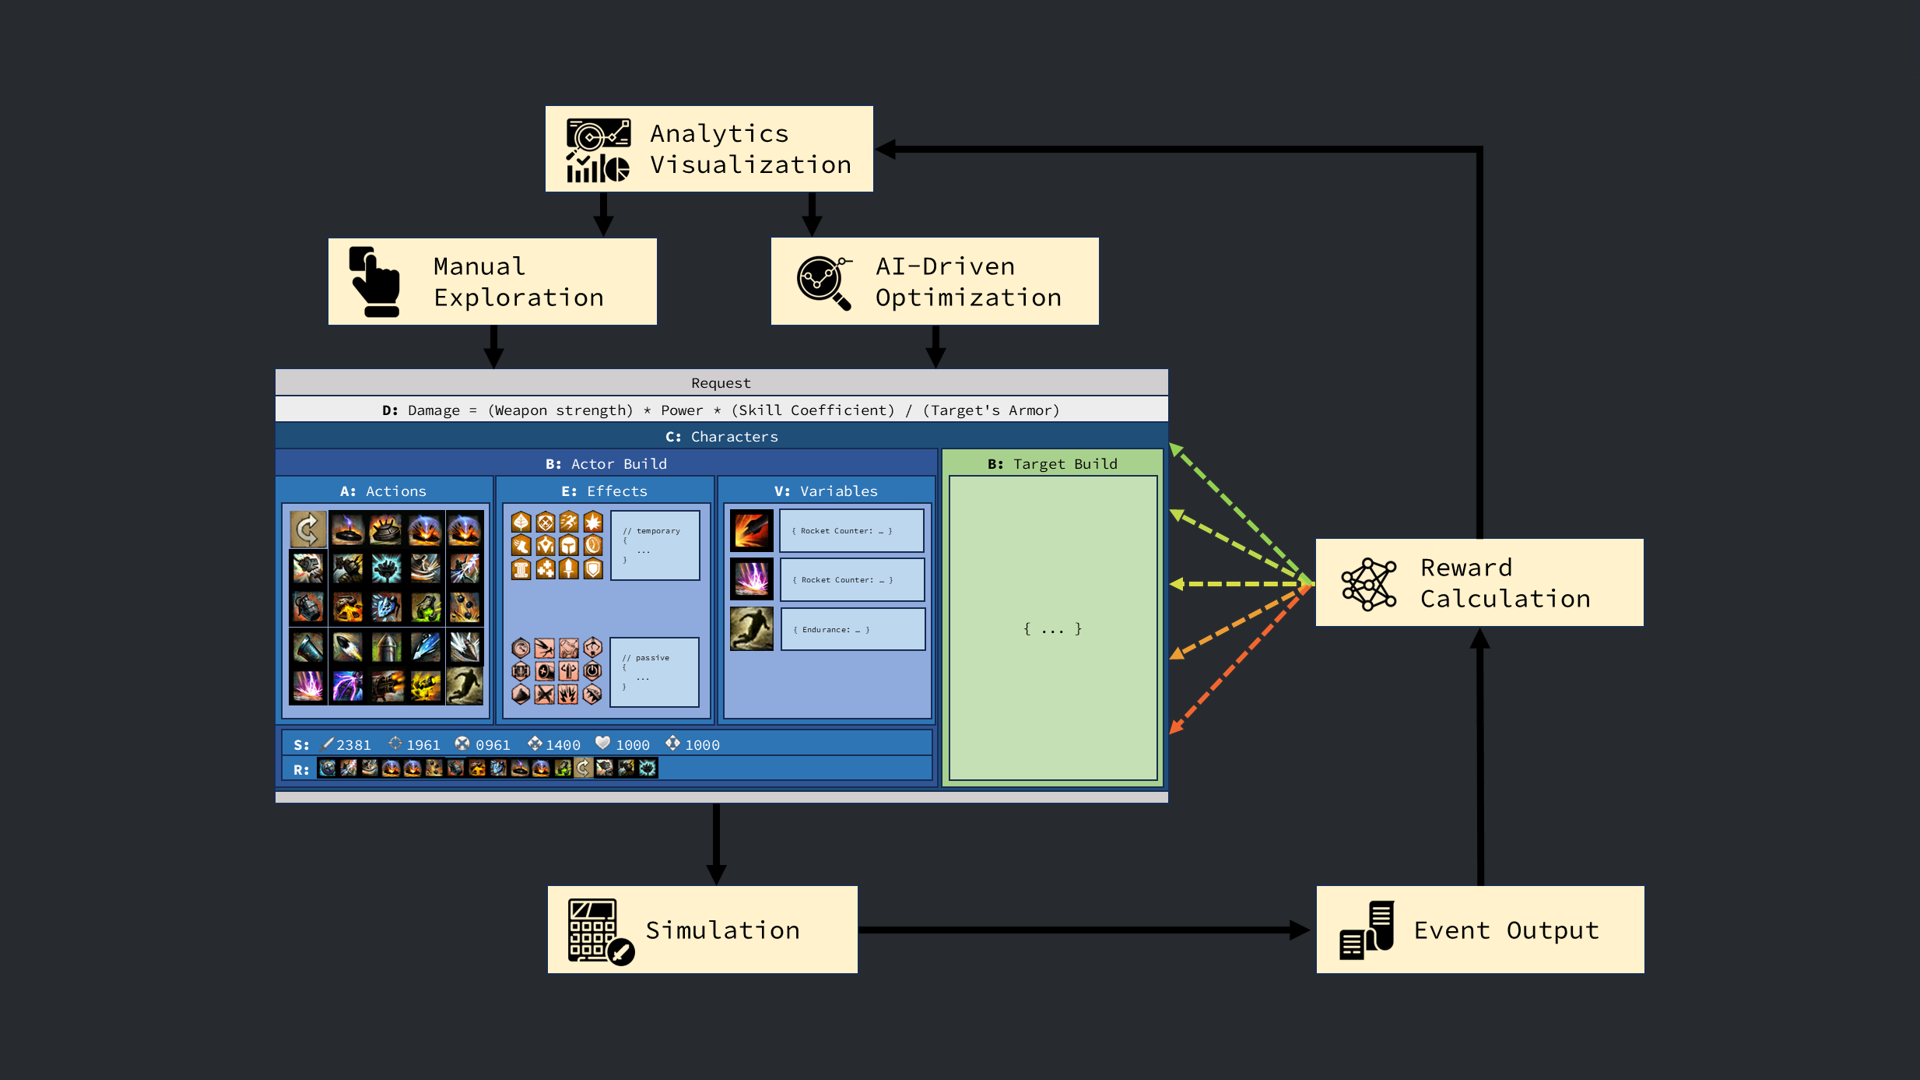 Analytics
Visualization
Manual
Exploration
AI-Driven
Optimization
Request
D: Damage = (Weapon strength) * Power * (Skill Coefficient) / (Target's Armor)
C: Characters
B: Actor Build
B: Target Build
A: Actions
E: Effects
V: Variables
// temporary
{
...
}
{ Rocket Counter: … }
{ Rocket Counter: … }
{ Endurance: … }
// passive
{
...
}
{ ... }
S: 2381 1961 0961 1400 1000 1000
R:
Reward
Calculation
Simulation
Event Output